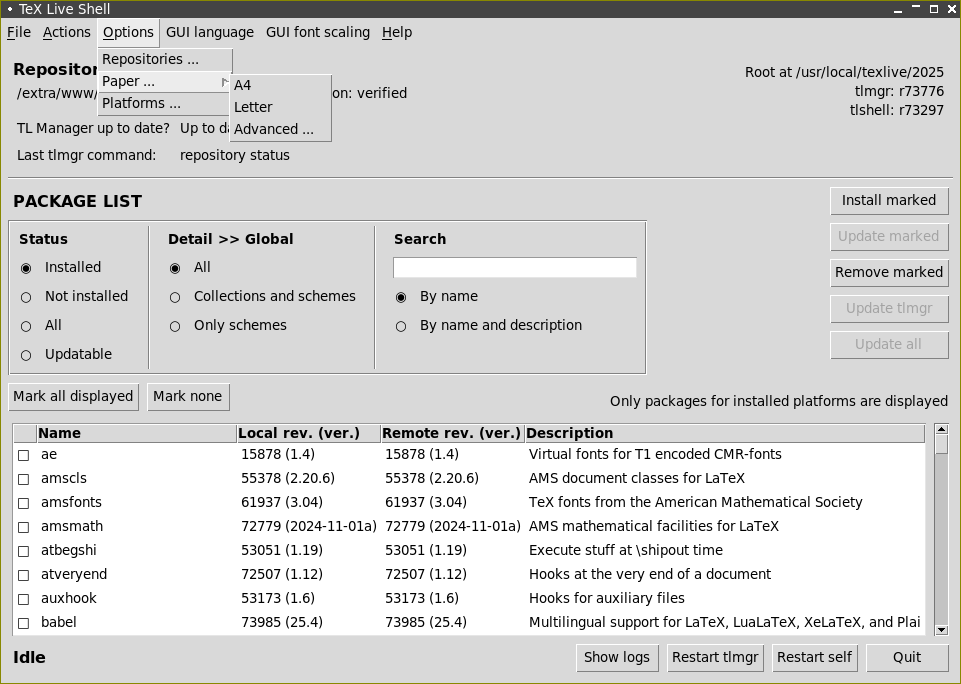 TeX Live Shell
File Actions Options GUI language GUI font scaling Help
Repositories ...
Paper ...
Platforms ...
A4
Letter
Advanced ...
Repositor
/extra/www/ on: verified
TL Manager up to date? Up to da
Last tlmgr command: repository status
Root at /usr/local/texlive/2025
tlmgr: r73776
tlshell: r73297
PACKAGE LIST
Install marked
Update marked
Remove marked
Update tlmgr
Update all
Status
Installed
Not installed
All
Updatable
Detail >> Global
All
Collections and schemes
Only schemes
Search
By name
By name and description
Mark all displayed Mark none
Only packages for installed platforms are displayed
Name Local rev. (ver.) Remote rev. (ver.) Description
ae 15878 (1.4) 15878 (1.4) Virtual fonts for T1 encoded CMR-fonts
amscls 55378 (2.20.6) 55378 (2.20.6) AMS document classes for LaTeX
amsfonts 61937 (3.04) 61937 (3.04) TeX fonts from the American Mathematical Society
amsmath 72779 (2024-11-01a) 72779 (2024-11-01a) AMS mathematical facilities for LaTeX
atbegshi 53051 (1.19) 53051 (1.19) Execute stuff at \shipout time
atveryend 72507 (1.12) 72507 (1.12) Hooks at the very end of a document
auxhook 53173 (1.6) 53173 (1.6) Hooks for auxiliary files
babel 73985 (25.4) 73985 (25.4) Multilingual support for LaTeX, LuaLaTeX, XeLaTeX, and Plai
Idle
Show logs Restart tlmgr Restart self Quit